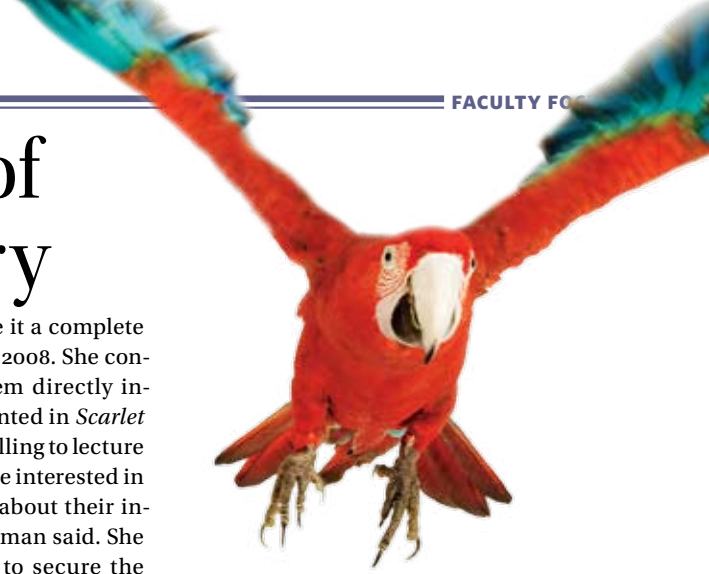 FACULTY FOC
of
ry
e it a complete
2008. She con-
em directly in-
nted in Scarlet
lling to lecture
e interested in
about their in-
man said. She
to secure the